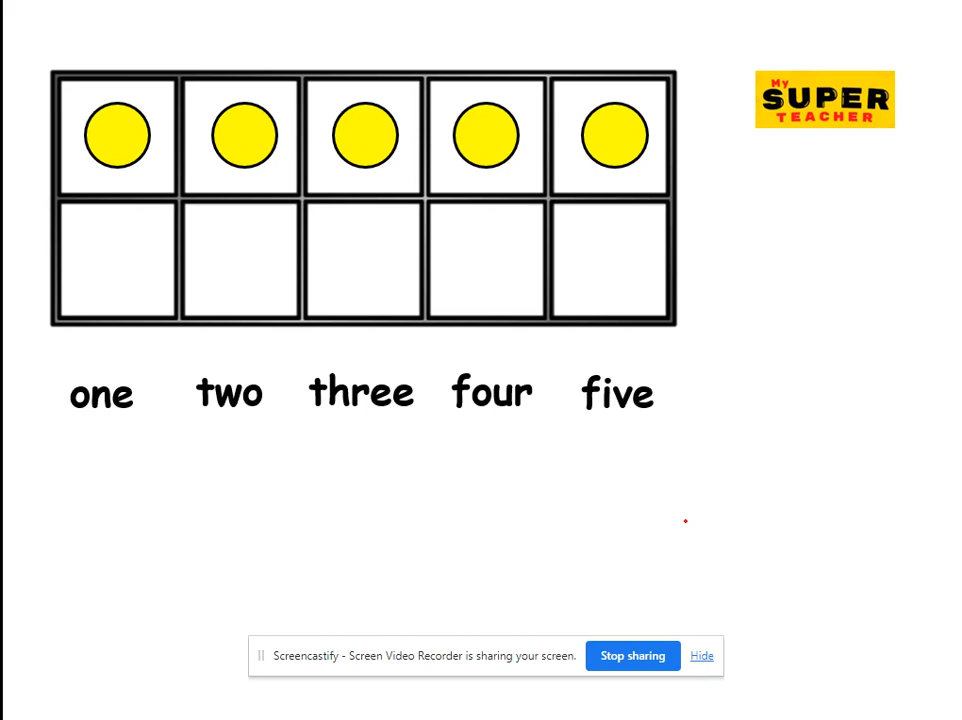 My
SUPER
TEACHER
one two three four five
Screencastify - Screen Video Recorder is sharing your screen. Stop sharing Hide